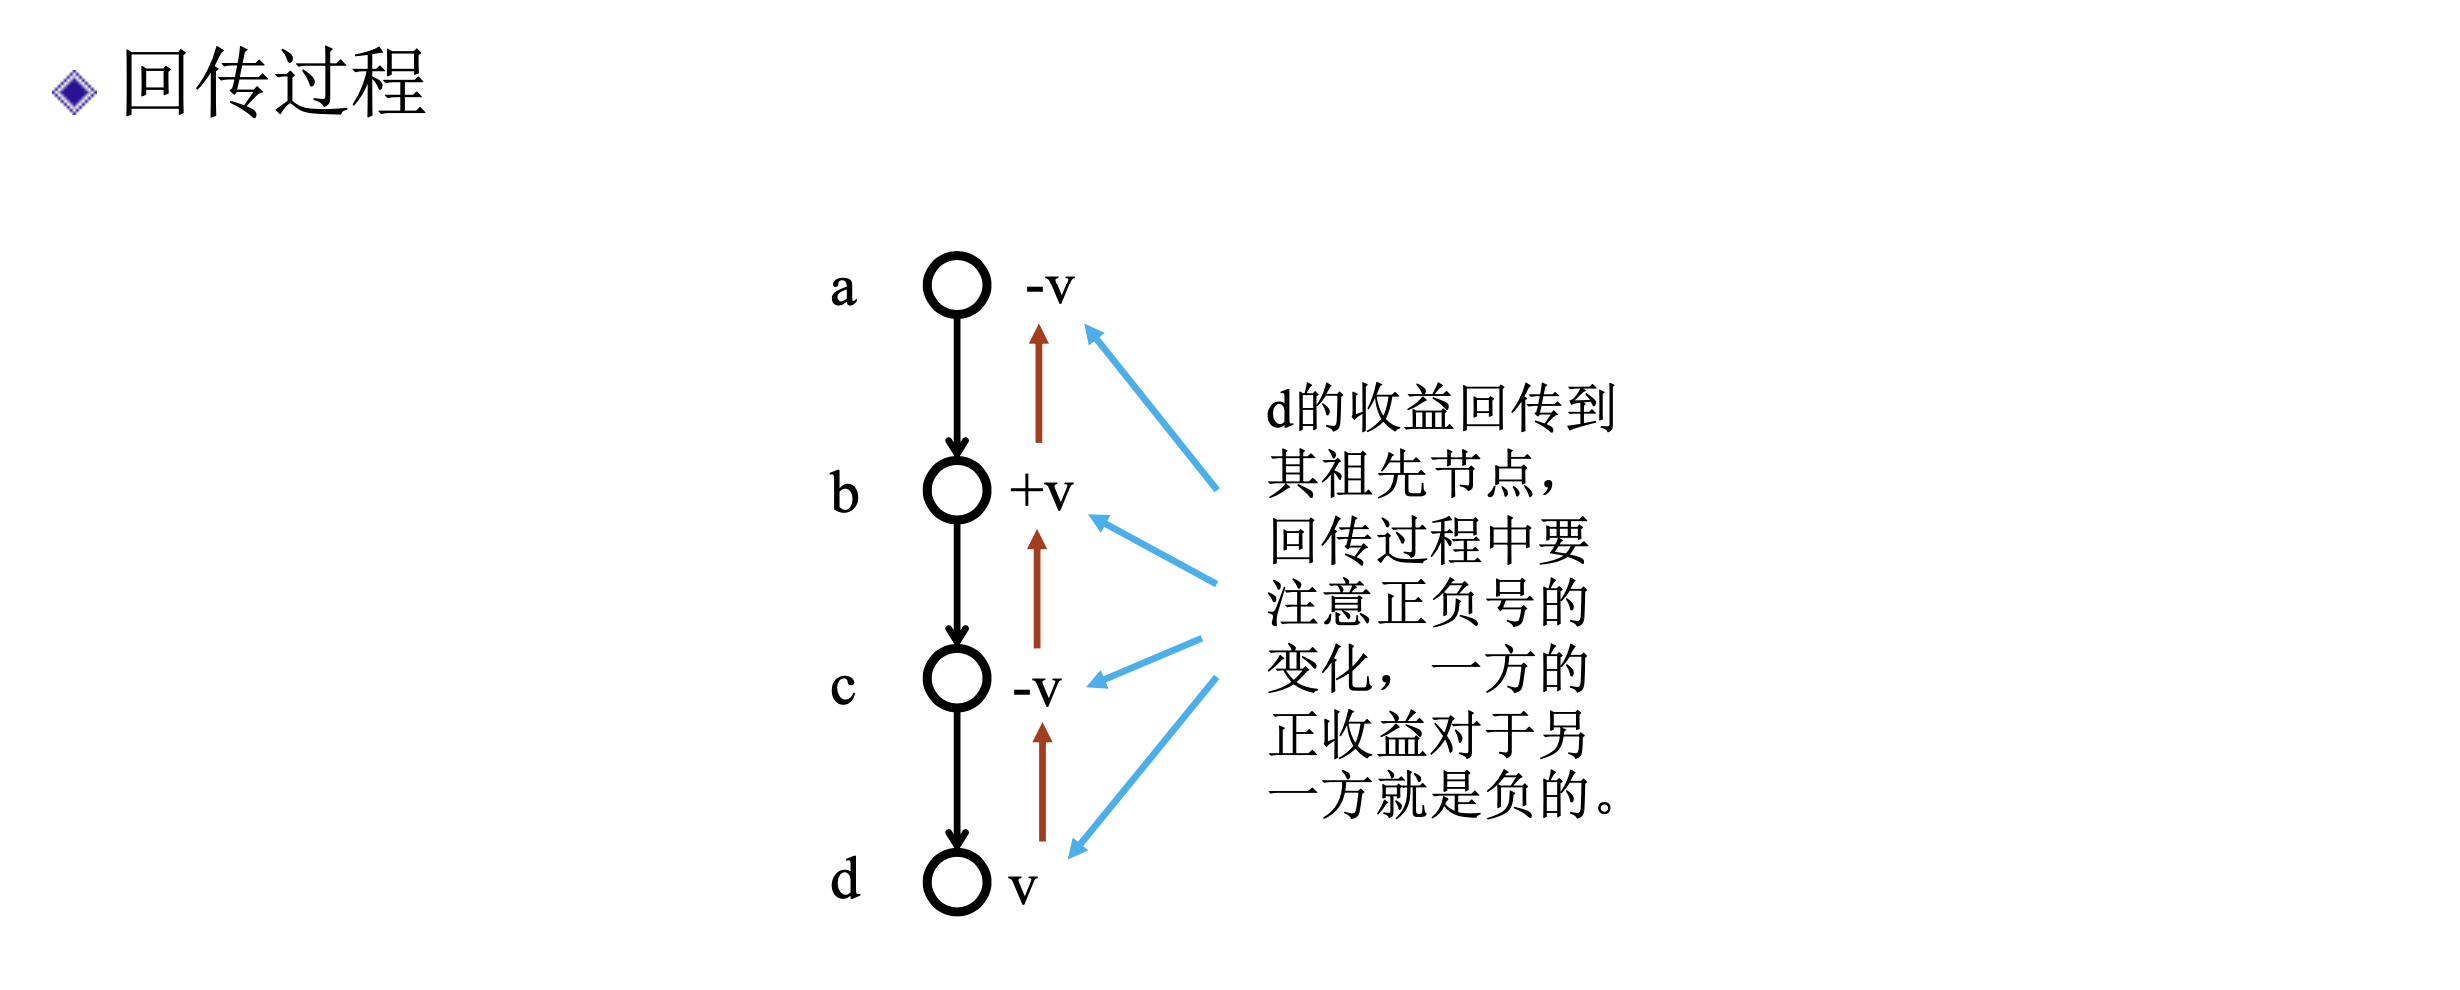 回传过程
a -v
b +v
c -v
d v
d的收益回传到
其祖先节点，
回传过程中要
注意正负号的
变化，一方的
正收益对于另
一方就是负的。